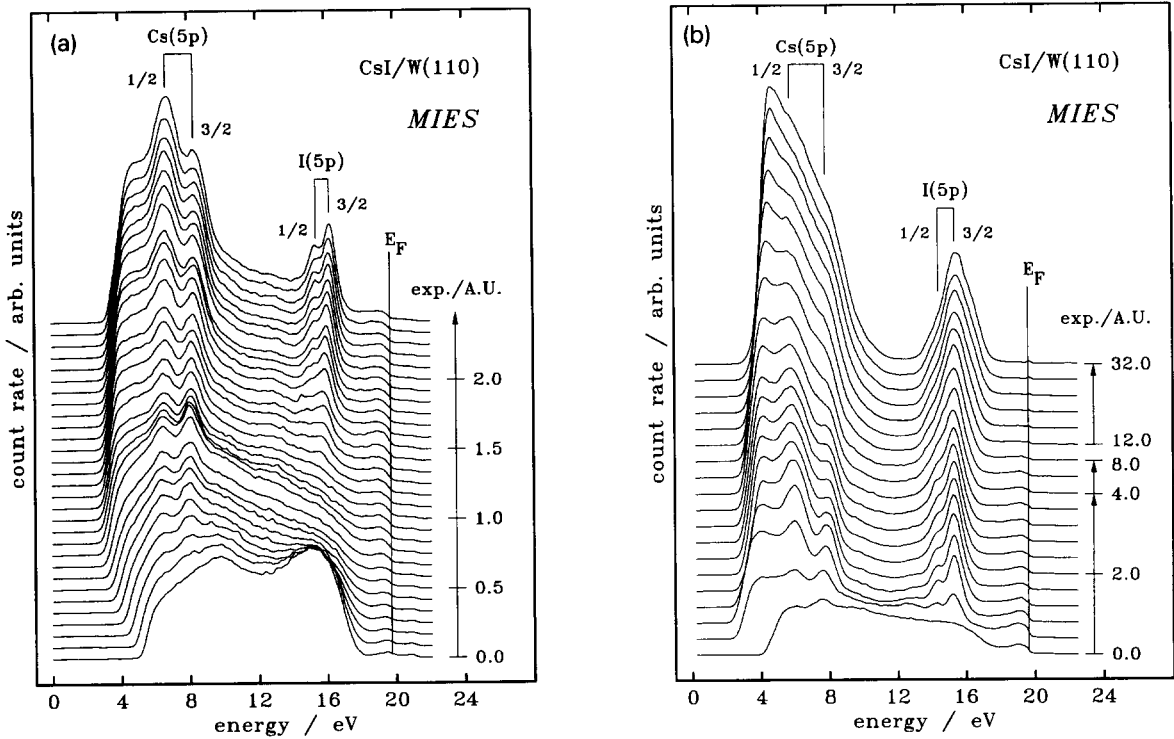 (a)
Cs(5p)
1/2
3/2
CsI/W(110)
MIES
I(5p)
1/2
3/2
E_F
exp./A.U.
2.0
1.5
1.0
0.5
0.0
count rate / arb. units
0 4 8 12 16 20 24
energy / eV
(b)
Cs(5p)
1/2
3/2
CsI/W(110)
MIES
I(5p)
1/2
3/2
E_F
exp./A.U.
32.0
12.0
8.0
4.0
2.0
0.0
count rate / arb. units
0 4 8 12 16 20 24
energy / eV